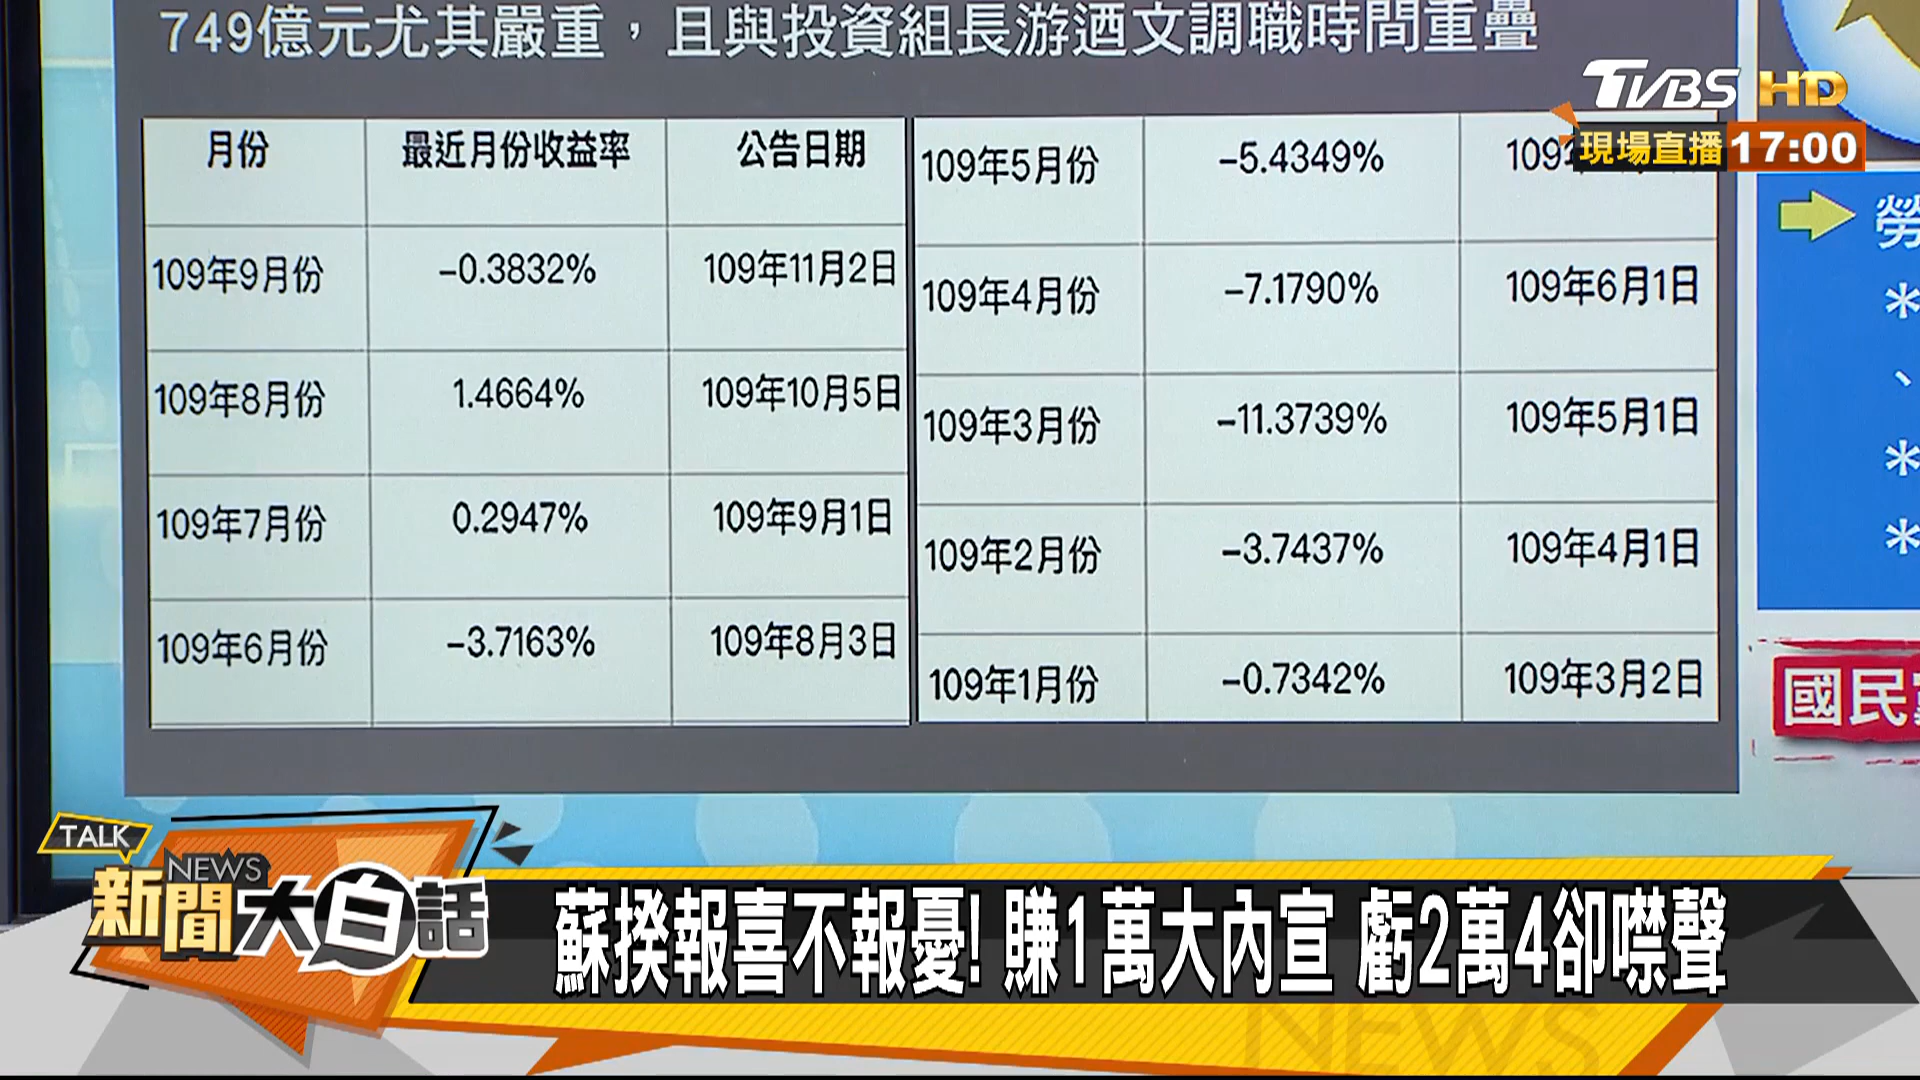 749億元尤其嚴重，且與投資組長游迺文調職時間重疊
TVBS HD
現場直播 17:00
月份 最近月份收益率 公告日期
109年9月份 -0.3832% 109年11月2日
109年8月份 1.4664% 109年10月5日
109年7月份 0.2947% 109年9月1日
109年6月份 -3.7163% 109年8月3日
109年5月份 -5.4349% 109
109年4月份 -7.1790% 109年6月1日
109年3月份 -11.3739% 109年5月1日
109年2月份 -3.7437% 109年4月1日
109年1月份 -0.7342% 109年3月2日
勞
*
、
*
*
國民
TALK
NEWS
新聞大白話
蘇揆報喜不報憂! 賺1萬大內宣 虧2萬4卻噤聲
NEWS